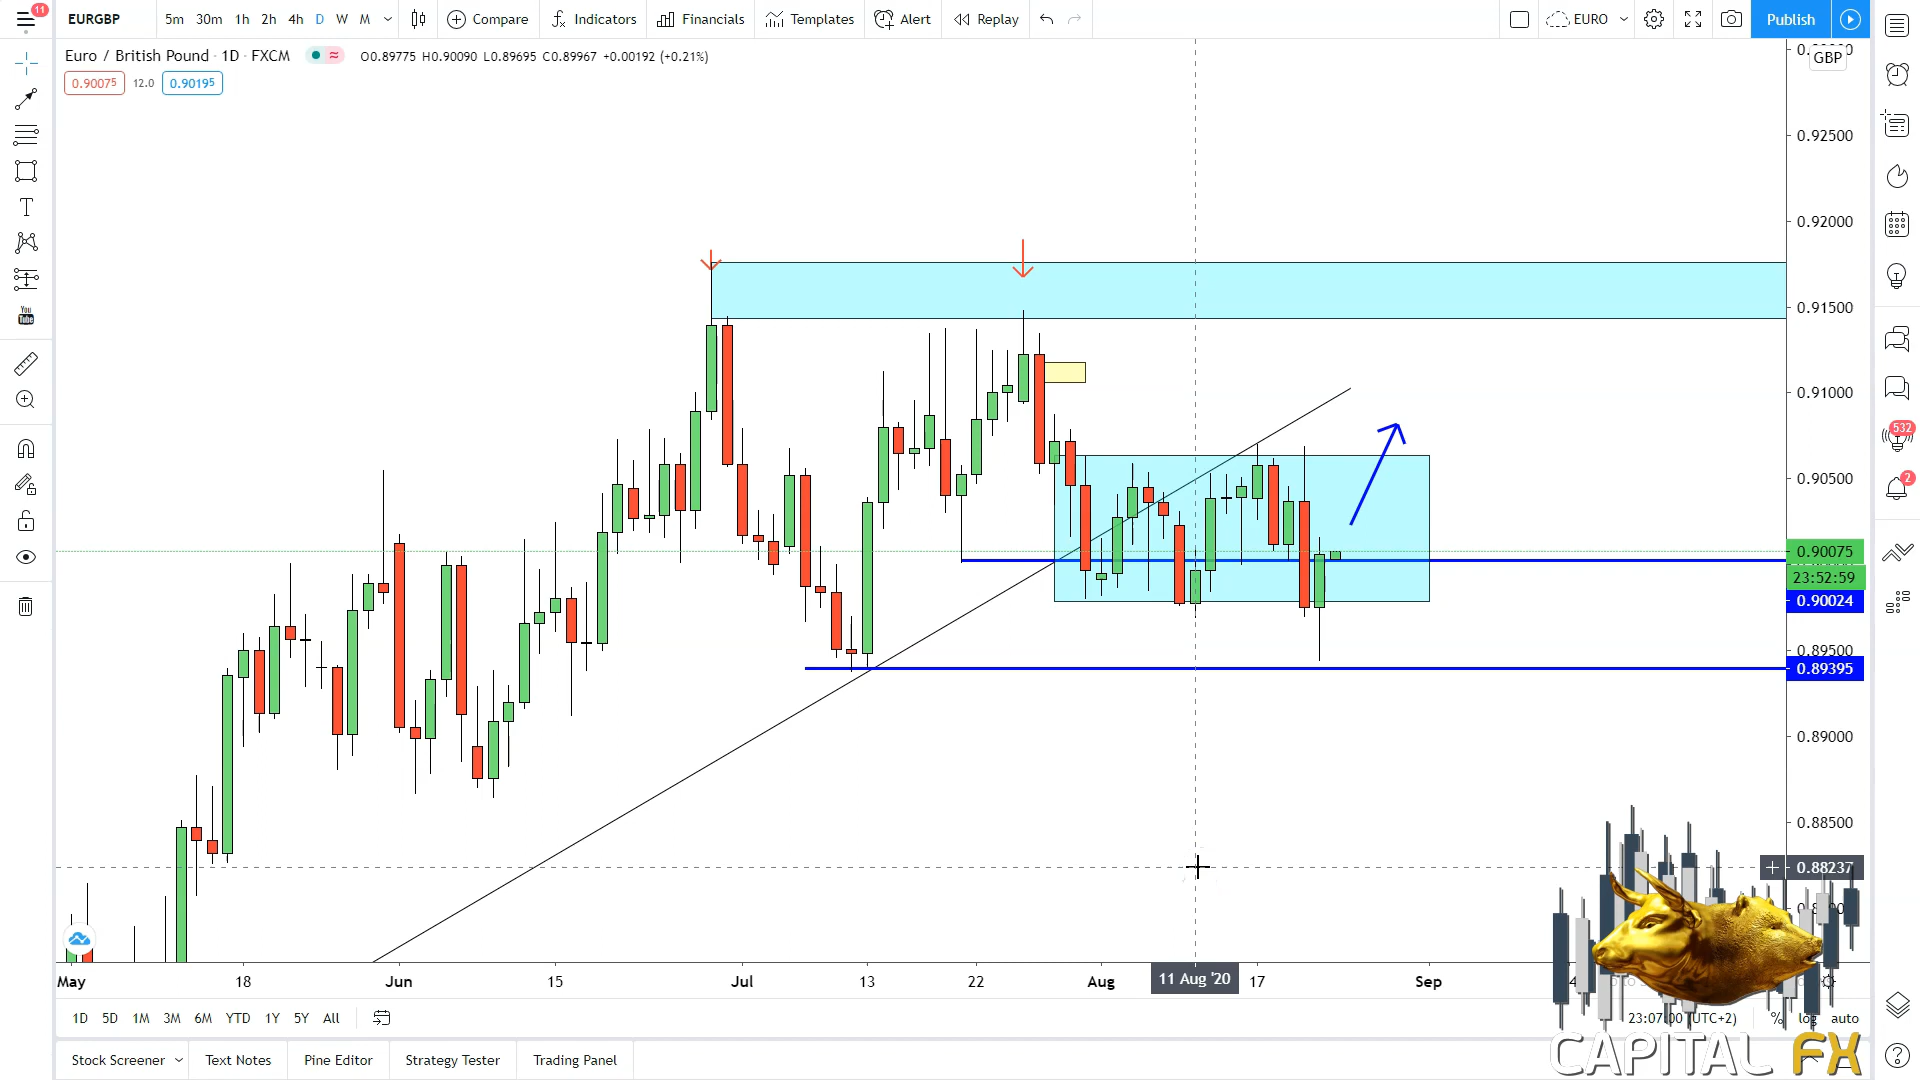 11 EURGBP 5m 30m 1h 2h 4h D W M Compare Indicators Financials Templates Alert Replay EURO Publish
Euro / British Pound · 1D · FXCM O0.89775 H0.90090 L0.89695 C0.89967 +0.00192 (+0.21%)
GBP
0.90075 12.0 0.90195
0.92500
0.92000
You
Tube
0.91500
0.91000
532
0.90500
2
0.90075
23:52:59
0.90024
0.89500
0.89395
0.89000
0.88500
0.88237
May 18 Jun 15 Jul 13 22 Aug 11 Aug '20 17 Sep
1D 5D 1M 3M 6M YTD 1Y 5Y All 23:07:00 (UTC+2) % log auto
Stock Screener Text Notes Pine Editor Strategy Tester Trading Panel
CAPITAL FX